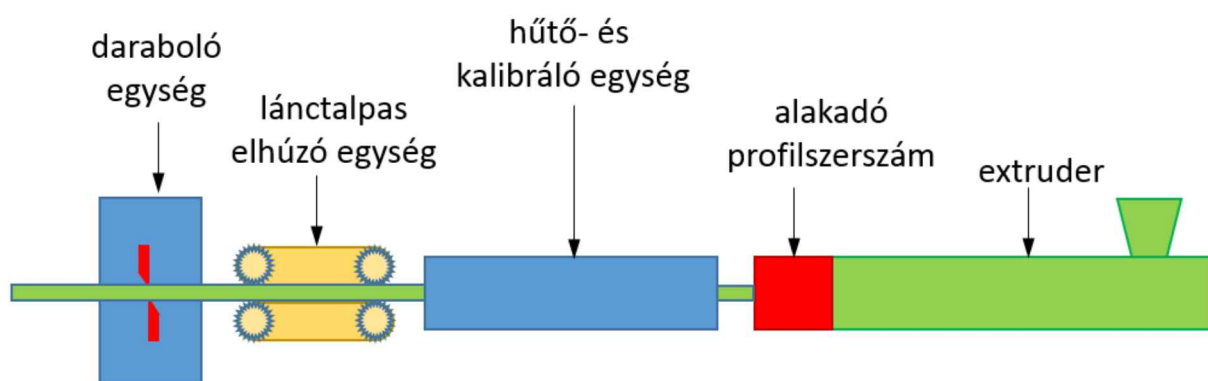 daraboló
egység
lánctalpas
elhúzó egység
hűtő- és
kalibráló egység
alakadó
profilszerszám
extruder